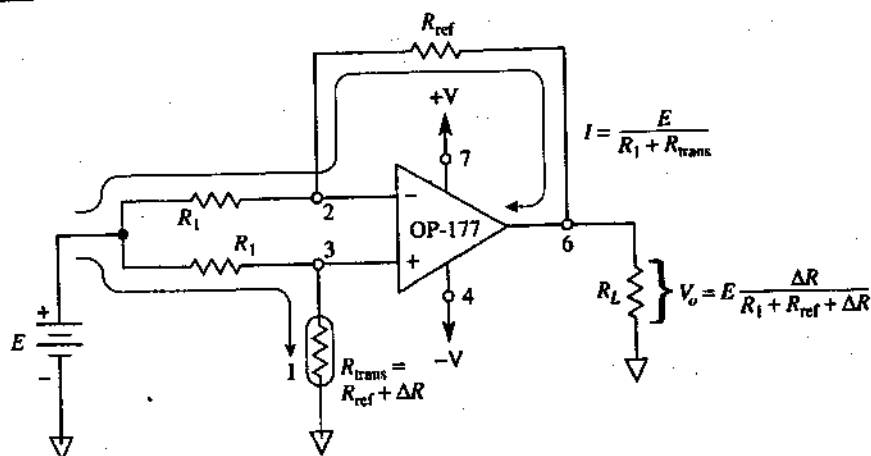 R_ref
+V
I = E / (R_1 + R_trans)
7
R_1
2
−
OP-177
R_1
3
+
6
4
R_L } V_o = E ΔR / (R_1 + R_ref + ΔR)
+
E
−
−V
1
R_trans =
R_ref + ΔR